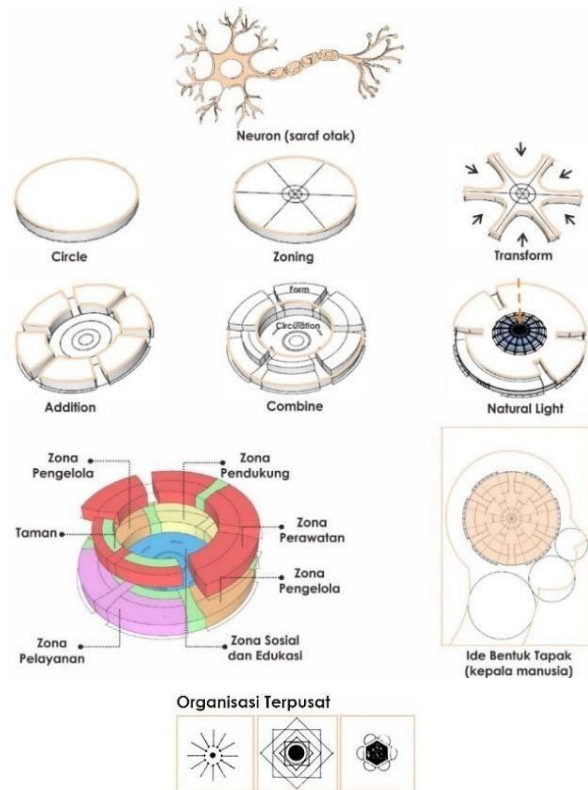 Neuron (saraf otak)
Circle
Zoning
Transform
Form
Circulation
Addition
Combine
Natural Light
Zona
Pengelola
Zona
Pendukung
Taman
Zona
Perawatan
Zona
Pengelola
Zona
Pelayanan
Zona Sosial
dan Edukasi
Ide Bentuk Tapak
(kepala manusia)
Organisasi Terpusat